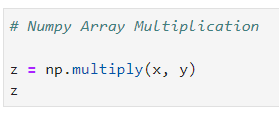 # Numpy Array Multiplication
z = np.multiply(x, y)
z